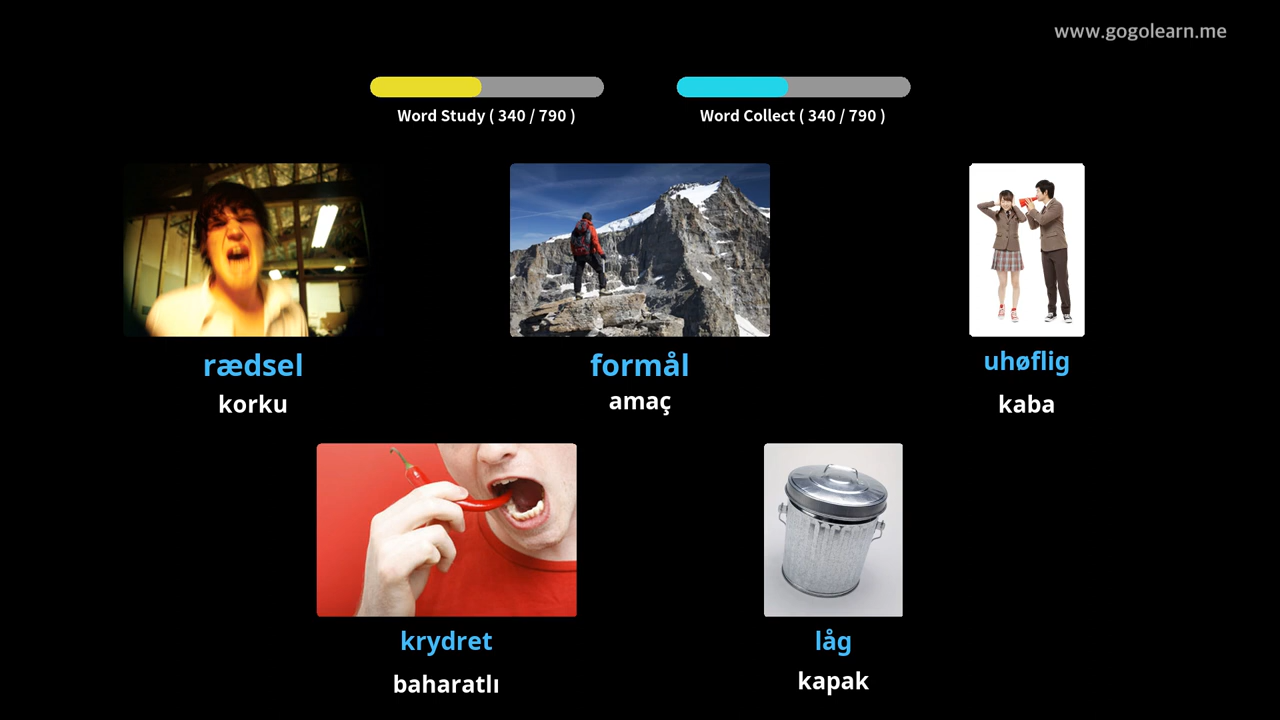 www.gogolearn.me
Word Study ( 340 / 790 )
Word Collect ( 340 / 790 )
rædsel
korku
formål
amaç
uhøflig
kaba
krydret
baharatlı
låg
kapak